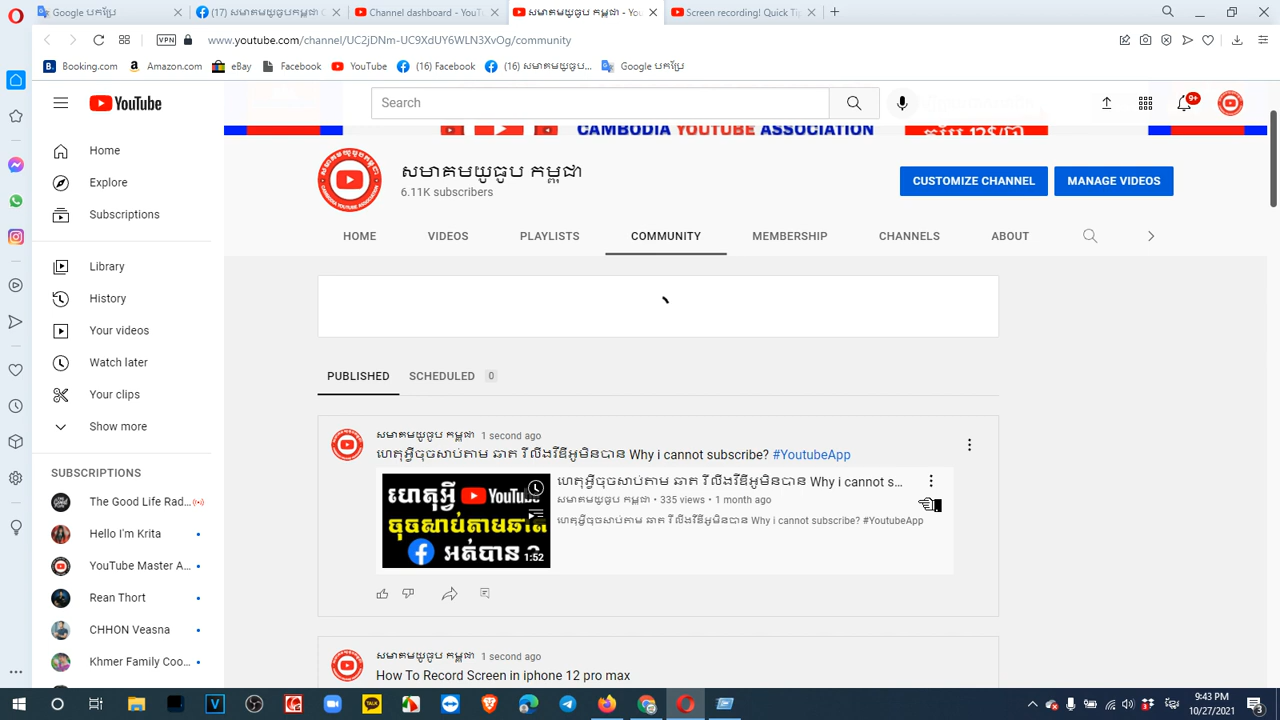 Google បកប្រែ
(17) Facebook
Channel dashboard - YouT
សមាគមយូធូប កម្ពុជា - You
Screen recording! Quick Tip
VPN
www.youtube.com/channel/UC2jDNm-UC9XdUY6WLN3XvOg/community
Booking.com
Amazon.com
eBay
Facebook
YouTube
(16) Facebook
(16) សមាគមយូធូប...
Google បកប្រែ
YouTube
Search
9+
CAMBODIA YOUTUBE ASSOCIATION
Home
Explore
Subscriptions
Library
History
Your videos
Watch later
Your clips
Show more
SUBSCRIPTIONS
The Good Life Rad...
Hello I'm Krita
YouTube Master A...
Rean Thort
CHHON Veasna
Khmer Family Coo...
សមាគមយូធូប កម្ពុជា
6.11K subscribers
CUSTOMIZE CHANNEL
MANAGE VIDEOS
HOME
VIDEOS
PLAYLISTS
COMMUNITY
MEMBERSHIP
CHANNELS
ABOUT
PUBLISHED
SCHEDULED 0
សមាគមយូធូប កម្ពុជា 1 second ago
ហេតុអ្វីចុចសាប់តាម ឆាត រឺលីងវីឌីអូមិនបាន Why i cannot subscribe? #YoutubeApp
ហេតុអ្វី YouTube
ចុចសាប់តាមឆាត
អត់បាន ?
1:52
ហេតុអ្វីចុចសាប់តាម ឆាត រឺលីងវីឌីអូមិនបាន Why i cannot s...
សមាគមយូធូប កម្ពុជា • 335 views • 1 month ago
ហេតុអ្វីចុចសាប់តាម ឆាត រឺលីងវីឌីអូមិនបាន Why i cannot subscribe? #YoutubeApp
សមាគមយូធូប កម្ពុជា 1 second ago
How To Record Screen in iphone 12 pro max
TALK
9:43 PM
10/27/2021
3